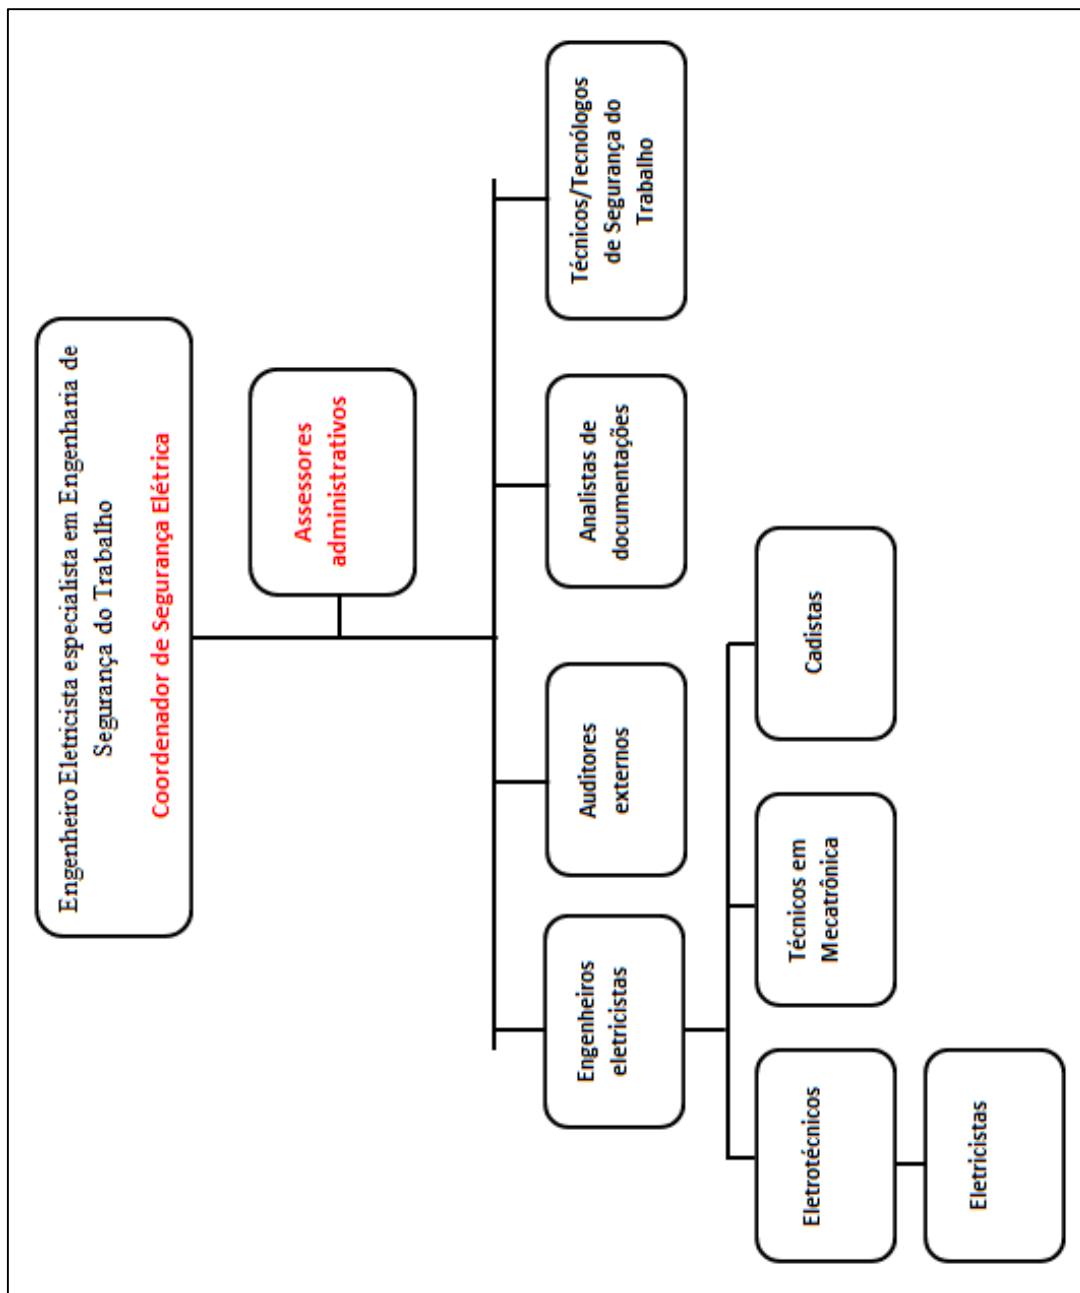 Engenheiro Eletricista especialista em Engenharia de
Segurança do Trabalho
Coordenador de Segurança Elétrica
Assessores
administrativos
Engenheiros
eletricistas
Auditores
externos
Analistas de
documentações
Técnicos/Tecnólogos
de Segurança do
Trabalho
Eletrotécnicos
Técnicos em
Mecatrônica
Cadistas
Eletricistas